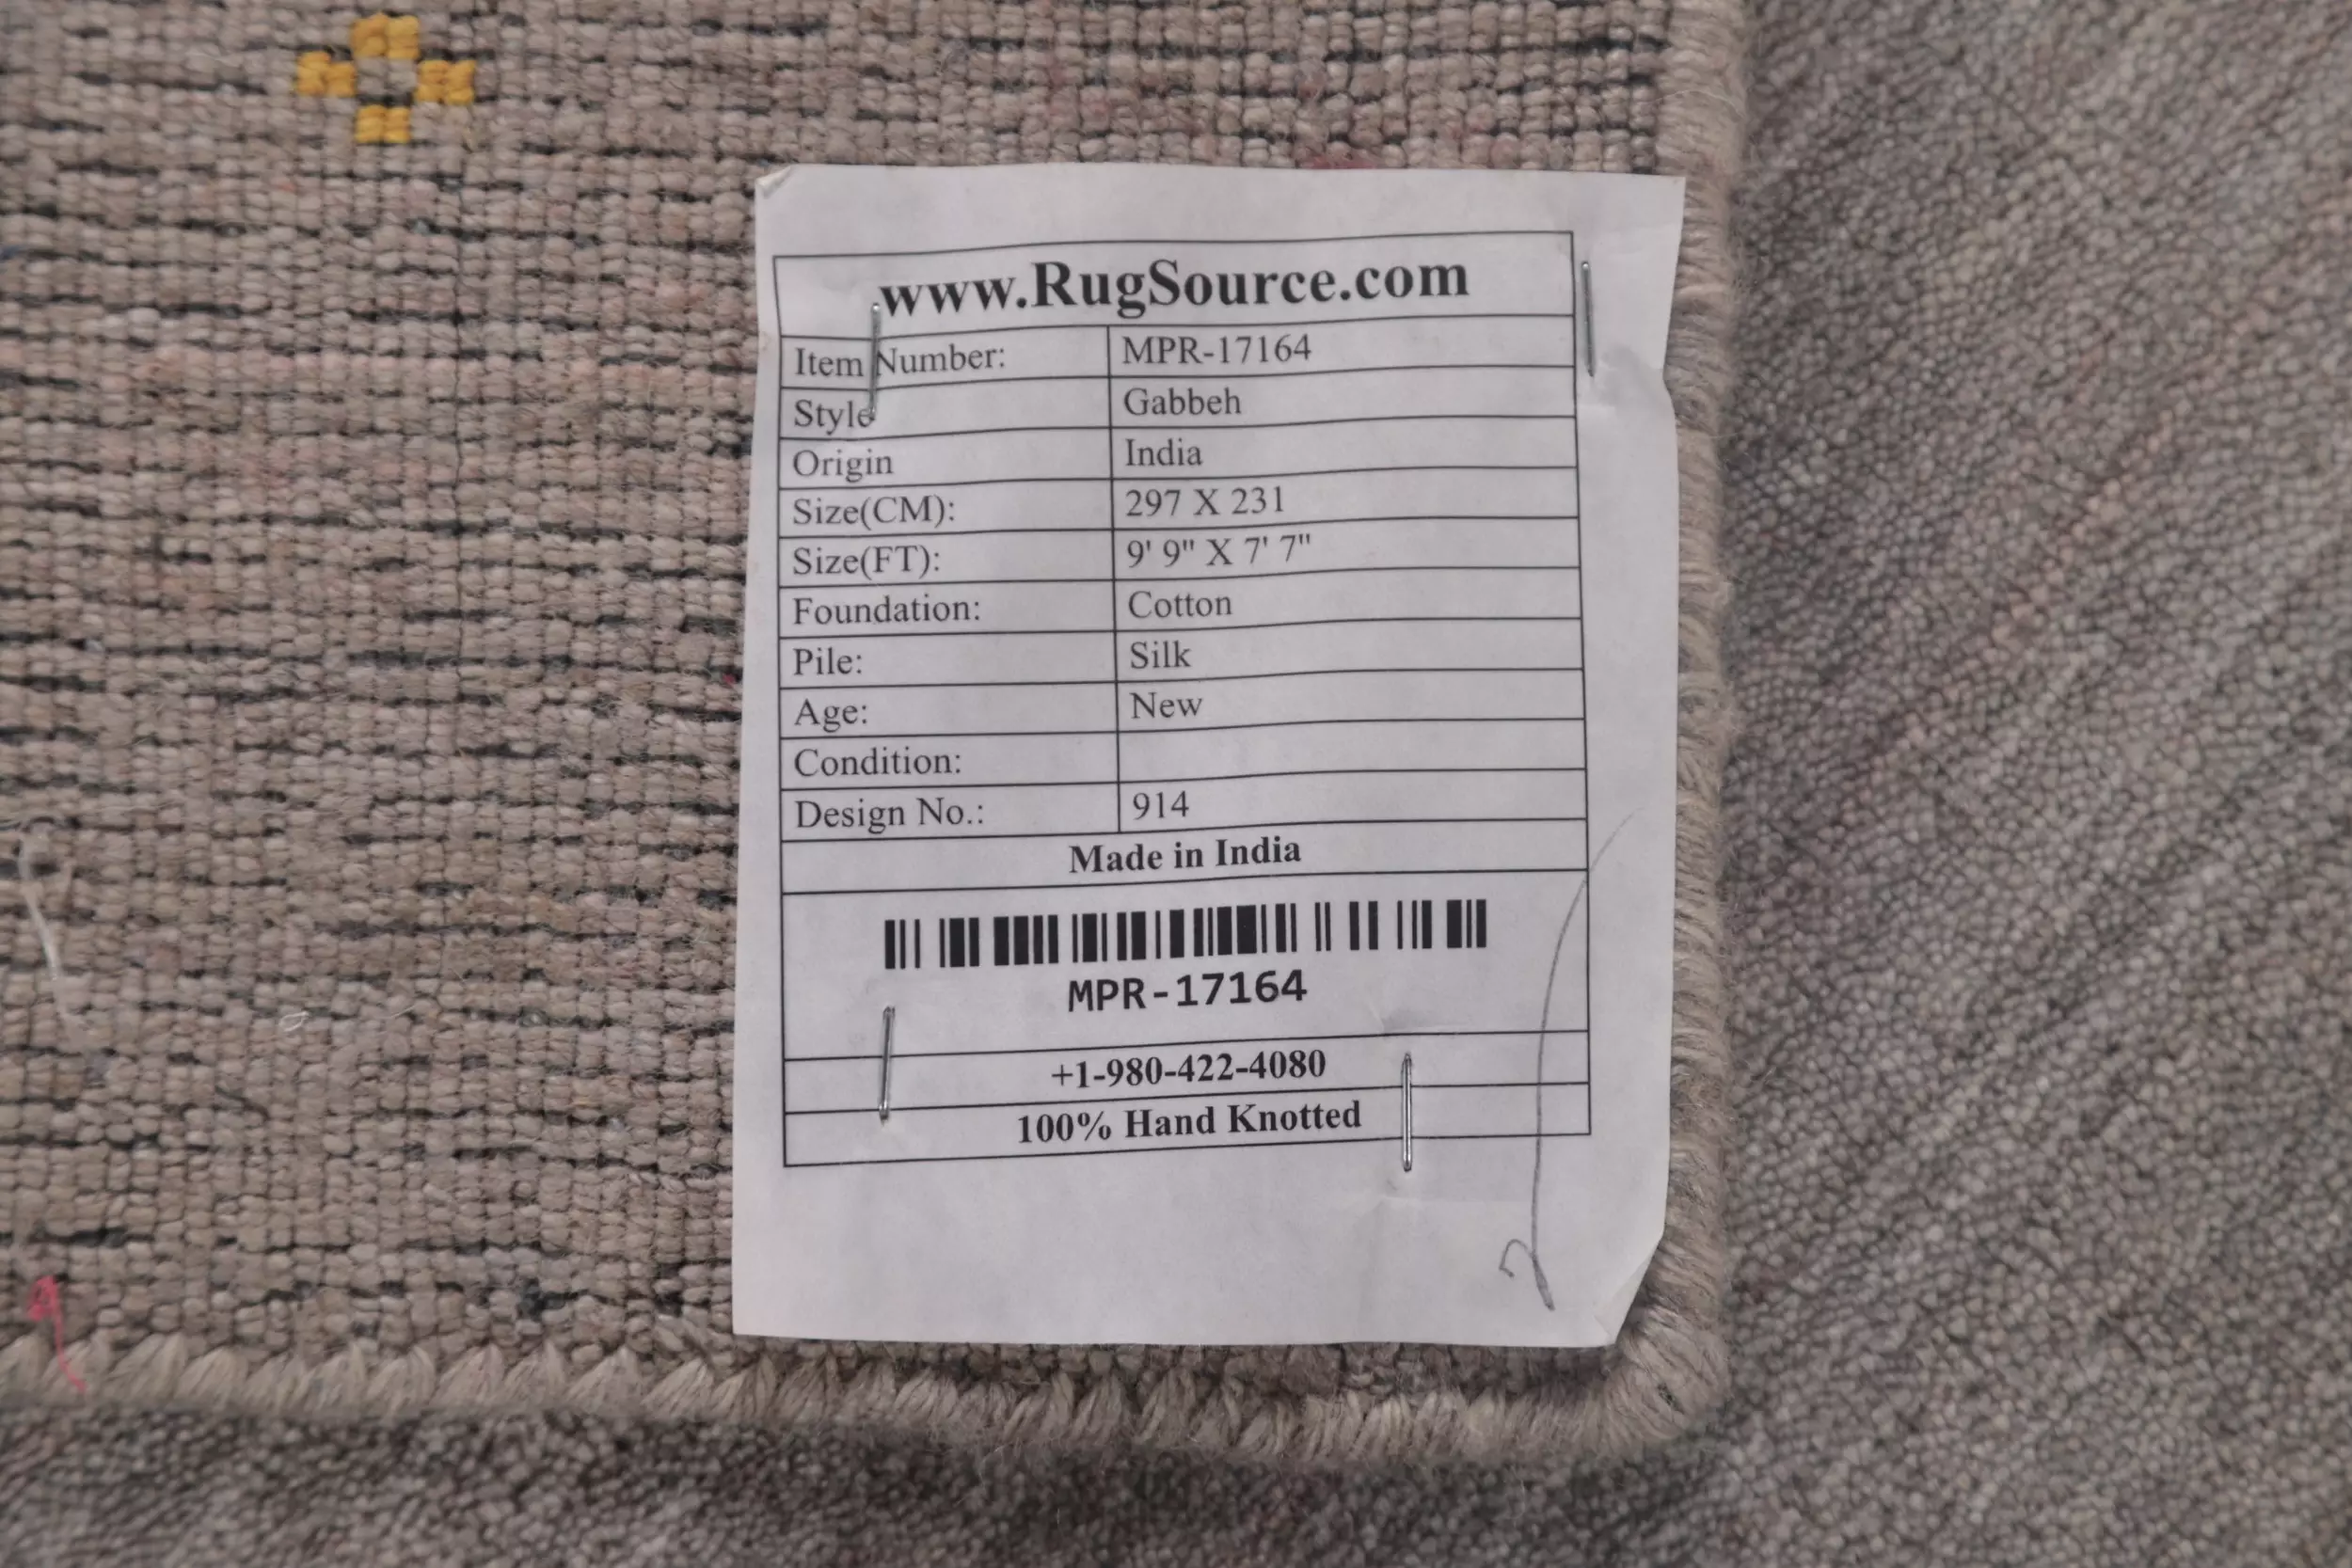 www.RugSource.com
Item Number: MPR-17164
Style Gabbeh
Origin India
Size(CM): 297 X 231
Size(FT): 9' 9" X 7' 7"
Foundation: Cotton
Pile: Silk
Age: New
Condition:
Design No.: 914
Made in India
MPR-17164
+1-980-422-4080
100% Hand Knotted